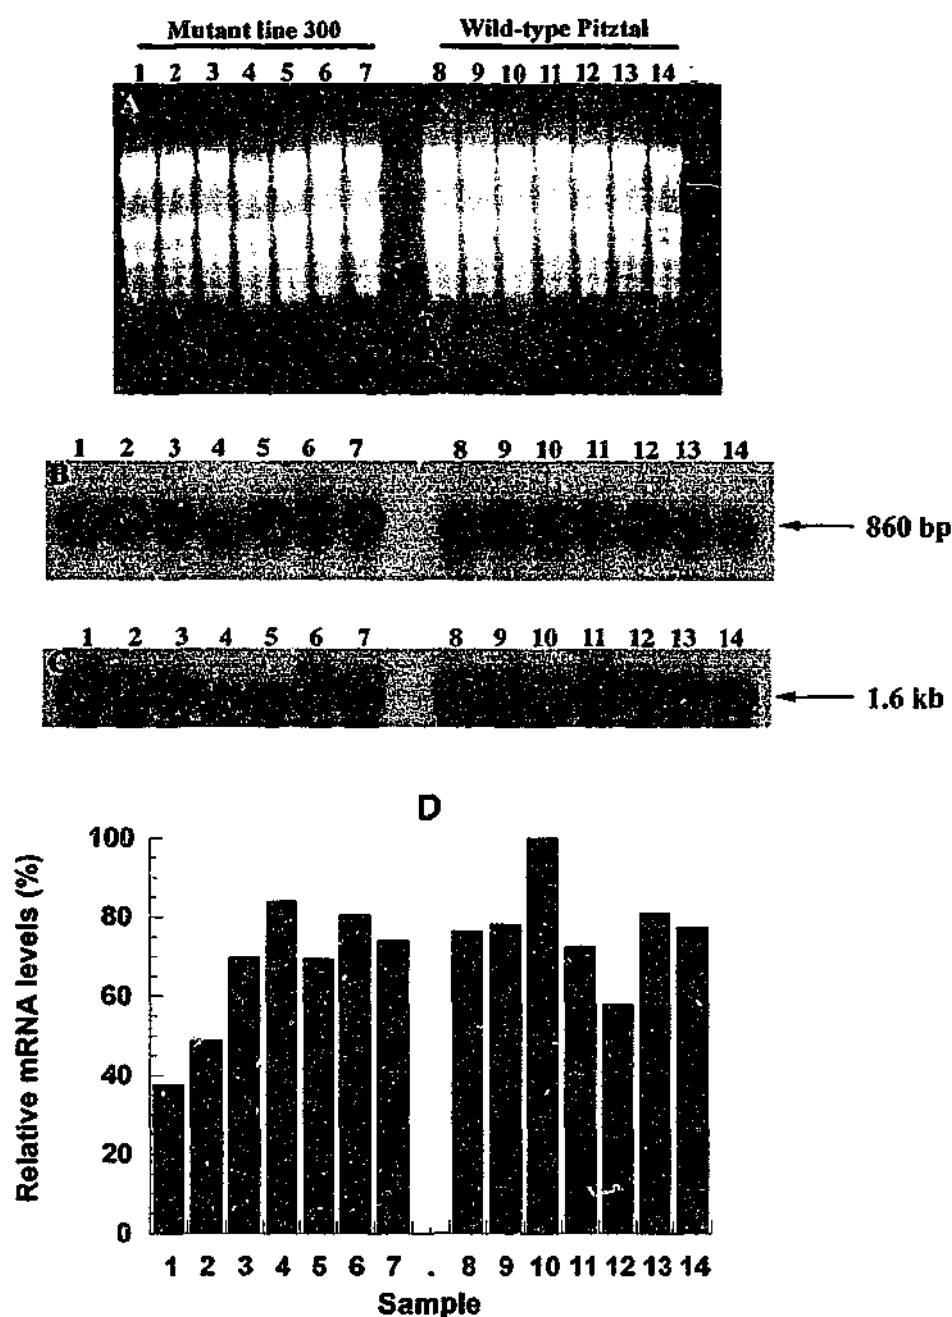 Mutant line 300 Wild-type Pitztal
1 2 3 4 5 6 7 8 9 10 11 12 13 14
A
1 2 3 4 5 6 7 8 9 10 11 12 13 14
B
860 bp
1 2 3 4 5 6 7 8 9 10 11 12 13 14
C
1.6 kb
D
Relative mRNA levels (%)
100
80
60
40
20
0
1 2 3 4 5 6 7 . 8 9 10 11 12 13 14
Sample